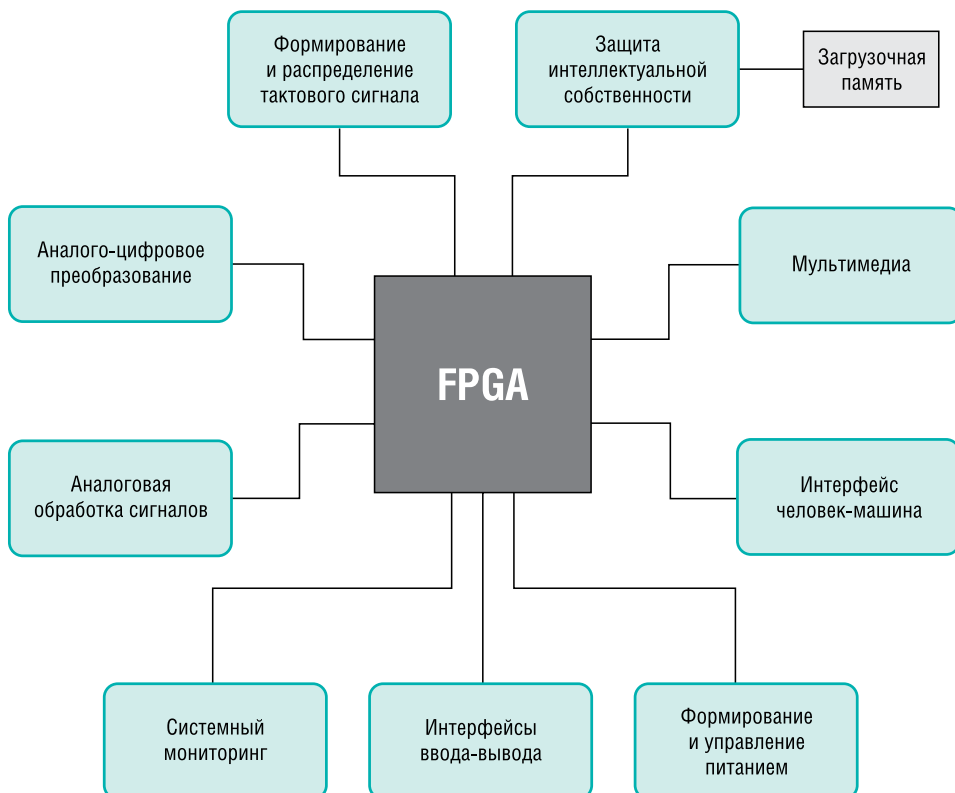 Формирование
и распределение
тактового сигнала
Защита
интеллектуальной
собственности
Загрузочная
память
Аналого-цифровое
преобразование
Мультимедиа
FPGA
Аналоговая
обработка сигналов
Интерфейс
человек-машина
Системный
мониторинг
Интерфейсы
ввода-вывода
Формирование
и управление
питанием